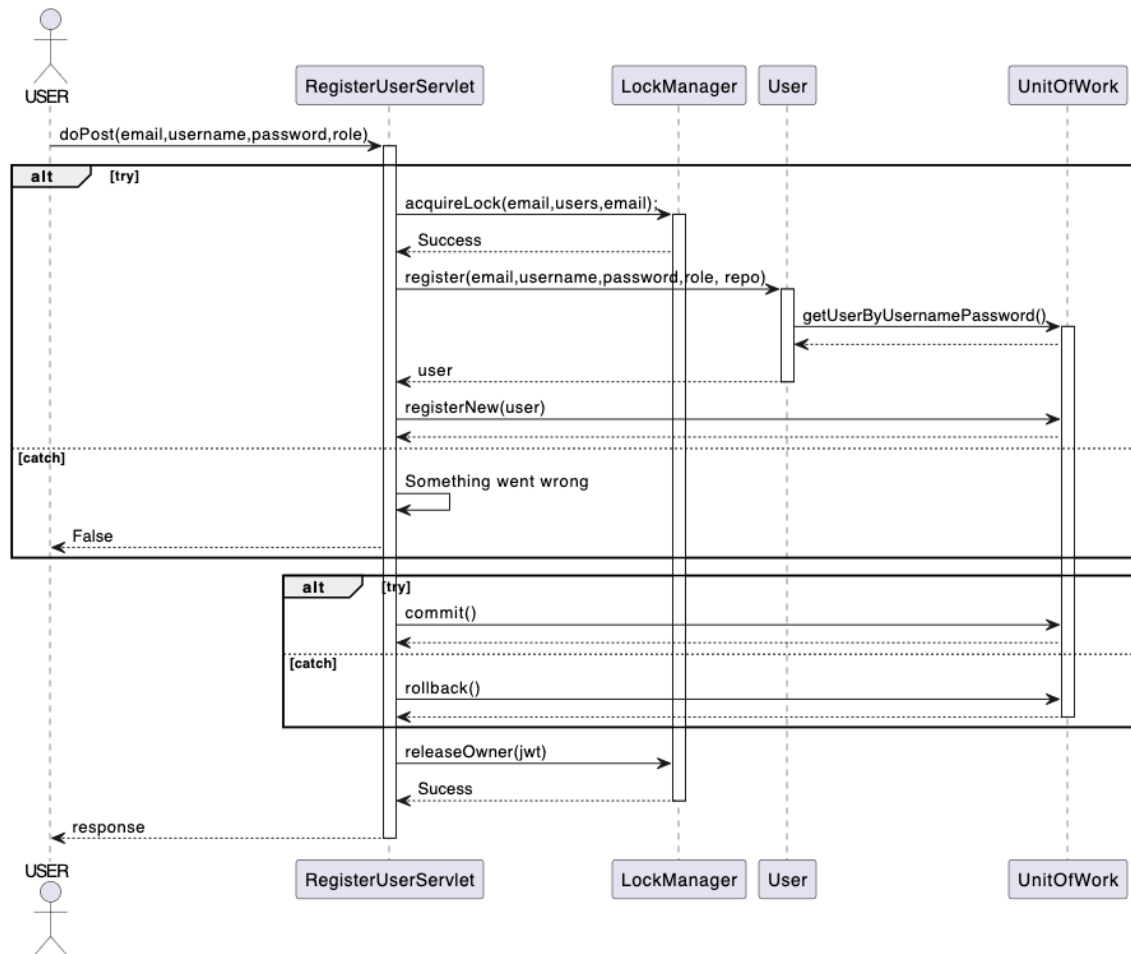 USER
RegisterUserServlet
LockManager
User
UnitOfWork
doPost(email,username,password,role)
alt
[try]
acquireLock(email,users,email);
Success
register(email,username,password,role, repo)
getUserByUsernamePassword()
user
registerNew(user)
[catch]
Something went wrong
False
alt
[try]
commit()
[catch]
rollback()
releaseOwner(jwt)
Sucess
response
USER
RegisterUserServlet
LockManager
User
UnitOfWork